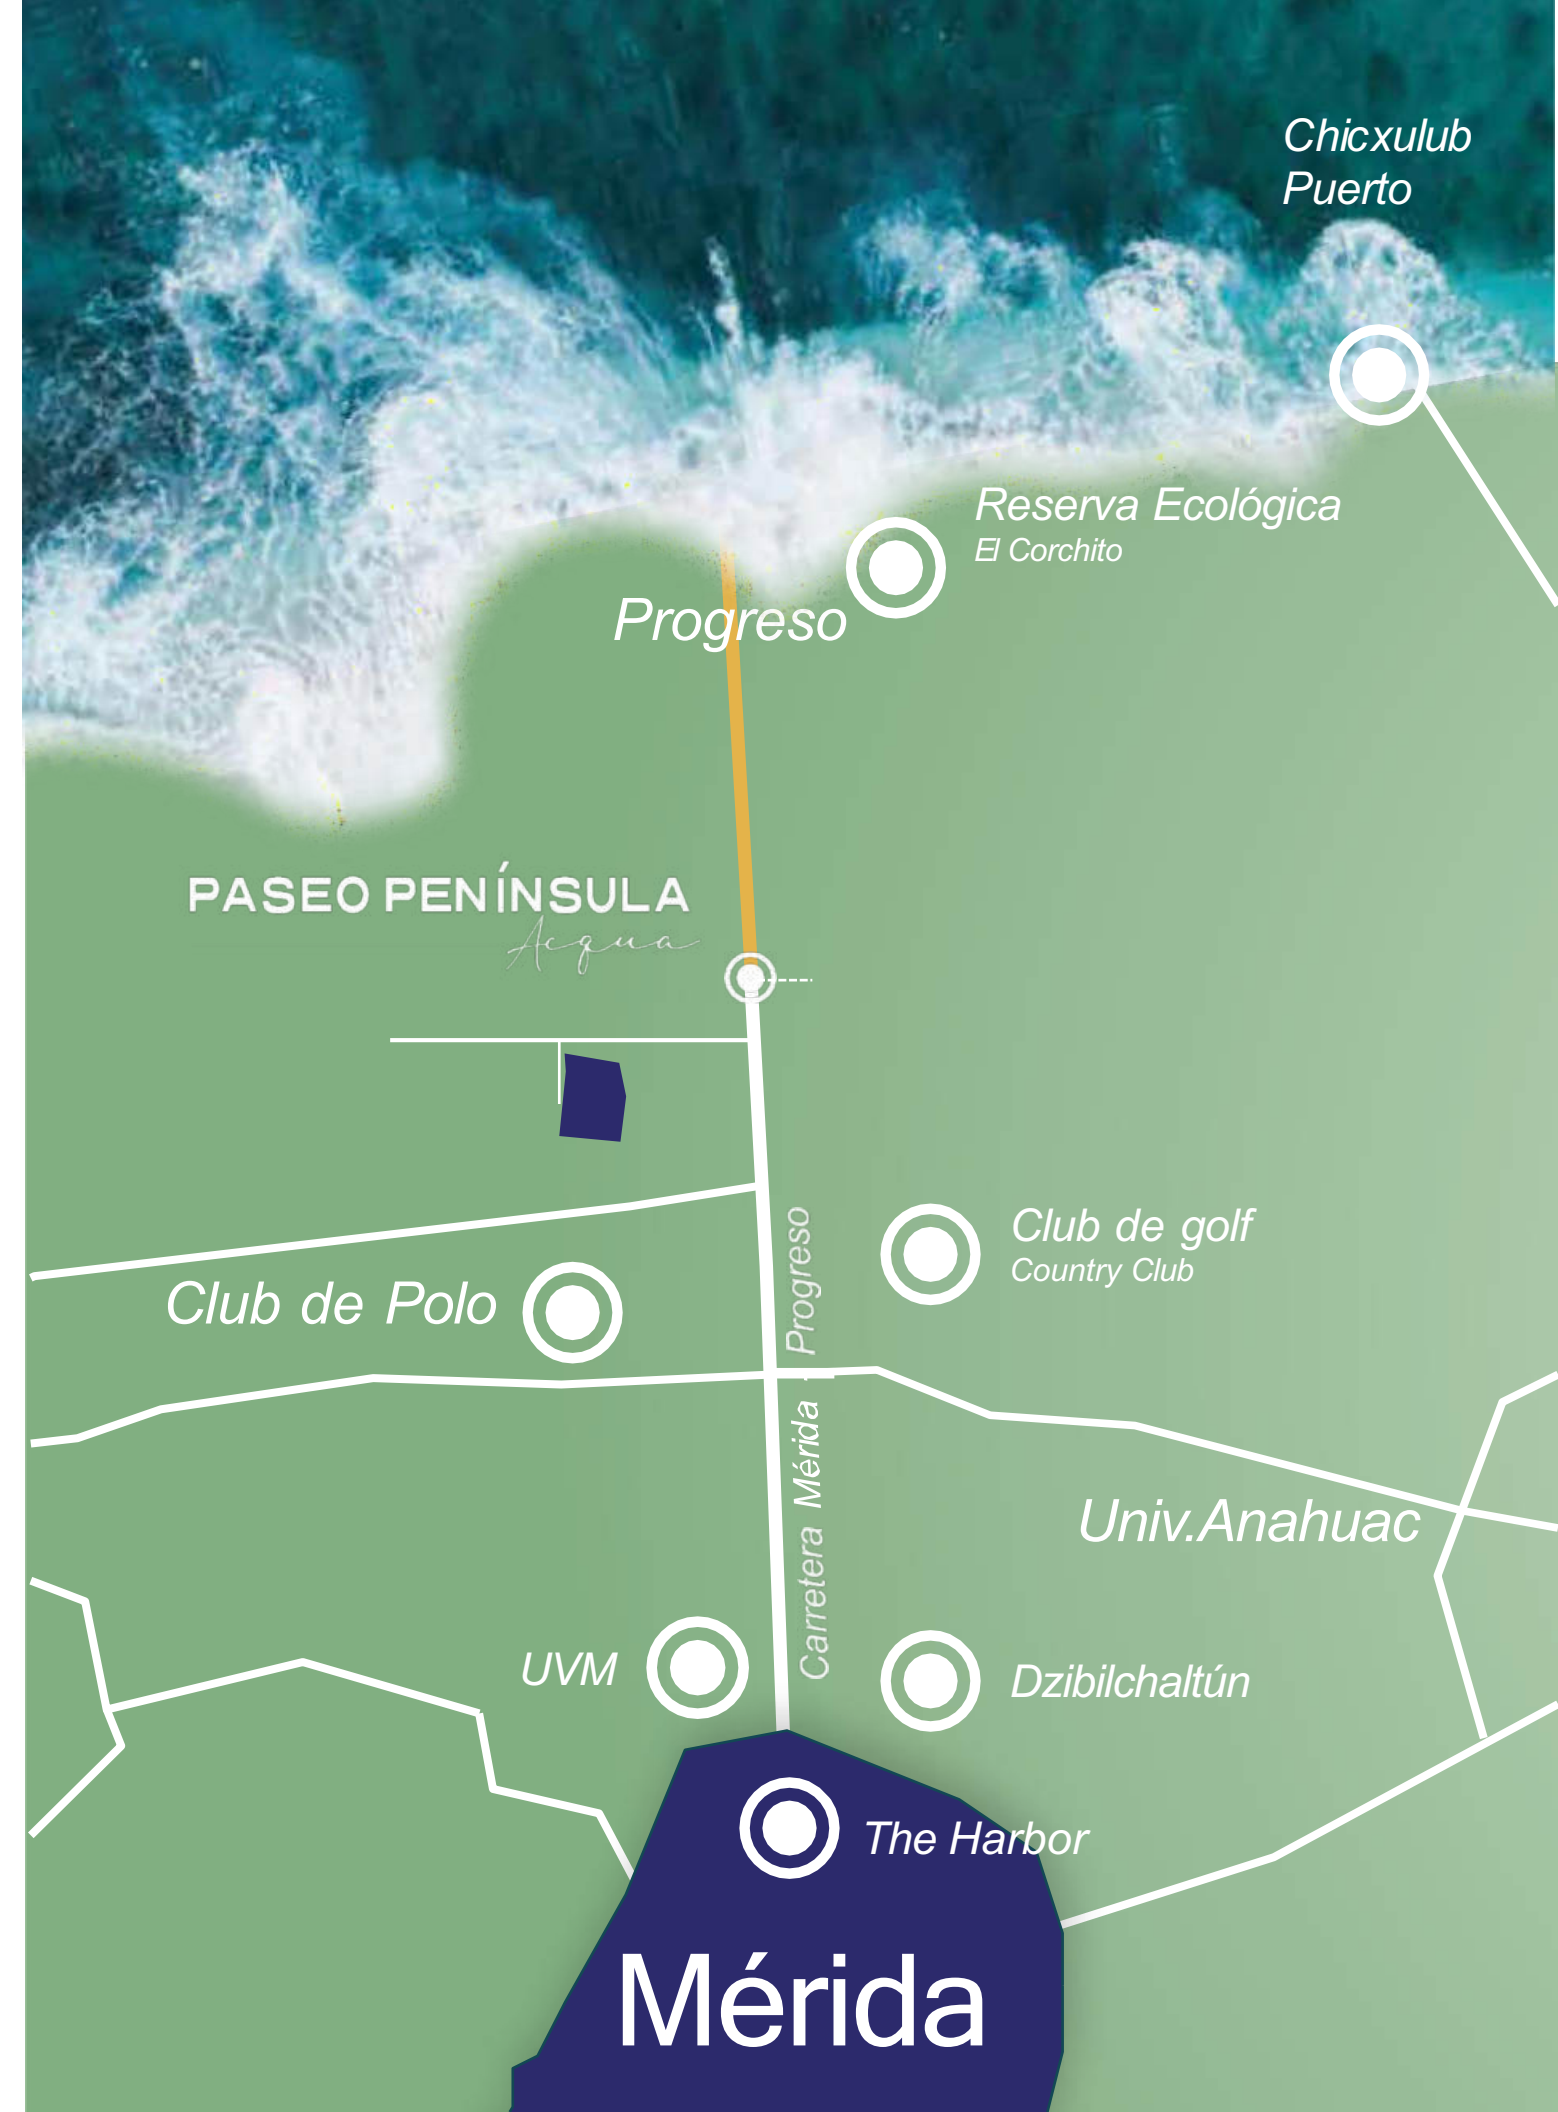 Chicxulub
Puerto
Reserva Ecológica
El Corchito
Progreso
PASEO PENÍNSULA
Acqua
Club de golf
Country Club
Club de Polo
Carretera Mérida - Progreso
Univ.Anahuac
UVM
Dzibilchaltún
The Harbor
Mérida